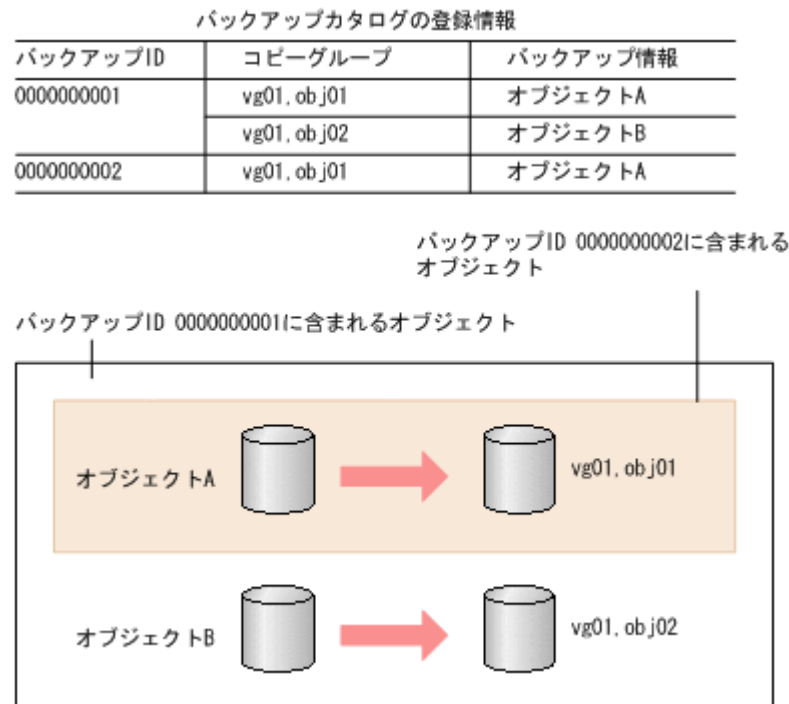 バックアップカタログの登録情報
バックアップID コピーグループ バックアップ情報
0000000001 vg01,obj01 オブジェクトA
vg01,obj02 オブジェクトB
0000000002 vg01,obj01 オブジェクトA
バックアップID 0000000002に含まれる
オブジェクト
バックアップID 0000000001に含まれるオブジェクト
オブジェクトA vg01,obj01
オブジェクトB vg01,obj02